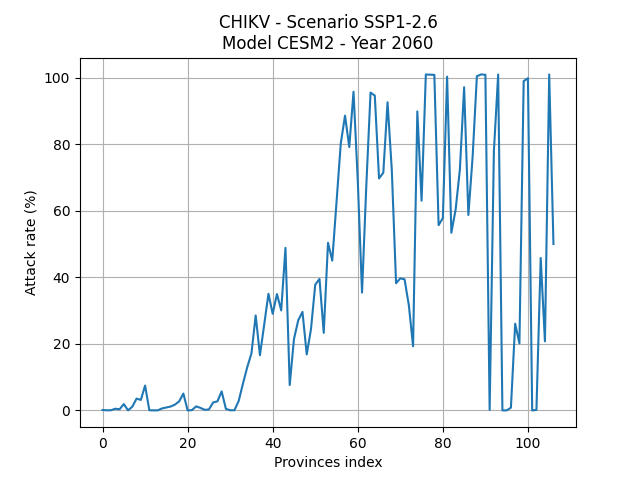 CHIKV - Scenario SSP1-2.6
Model CESM2 - Year 2060
100
80
60
40
20
0
Attack rate (%)
0 20 40 60 80 100
Provinces index